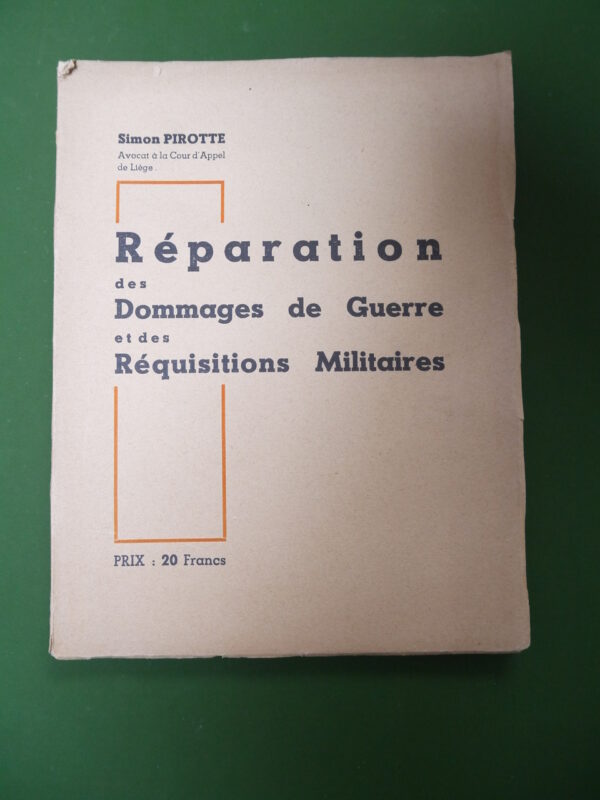 Simon PIROTTE
Avocat à la Cour d'Appel
de Liège.
Réparation
des
Dommages de Guerre
et des
Réquisitions Militaires
PRIX : 20 Francs